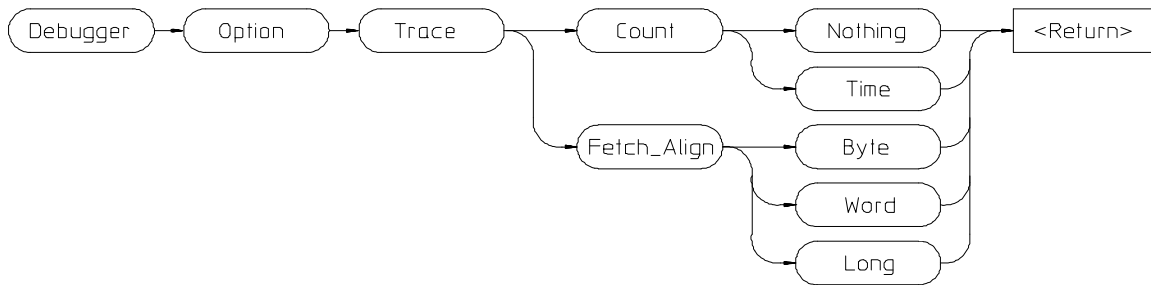 Debugger Option Trace Count Nothing <Return>
Time
Fetch_Align Byte
Word
Long